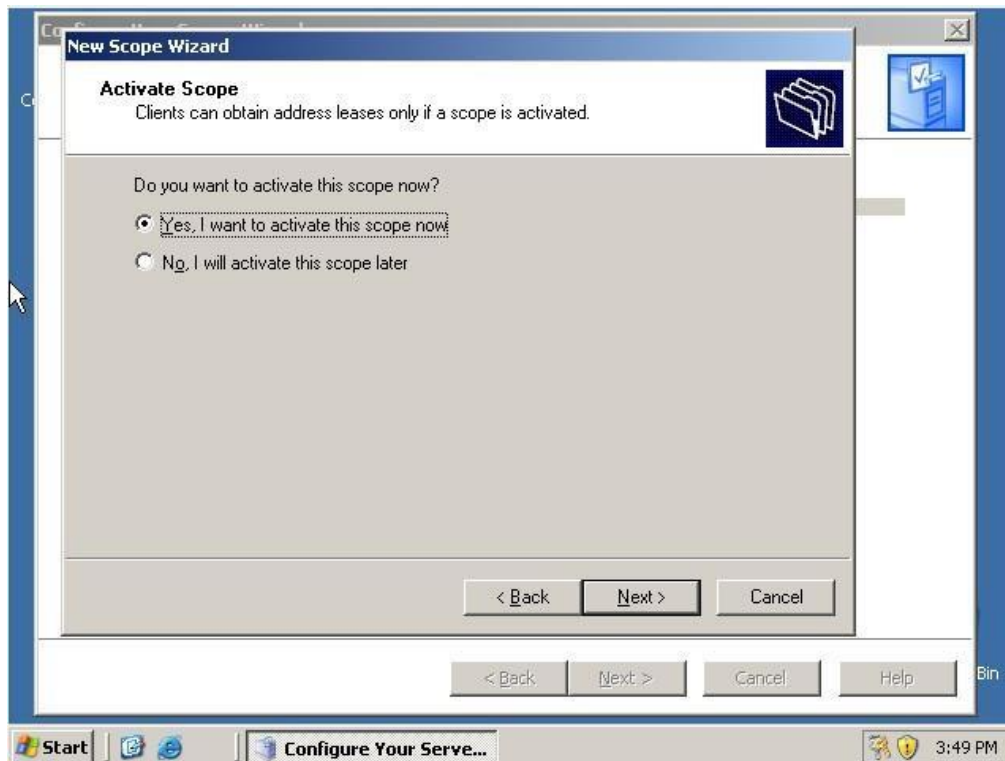 New Scope Wizard
Activate Scope
Clients can obtain address leases only if a scope is activated.
Do you want to activate this scope now?
Yes, I want to activate this scope now
No, I will activate this scope later
< Back Next > Cancel
< Back Next > Cancel Help
Bin
Start Configure Your Serve... 3:49 PM